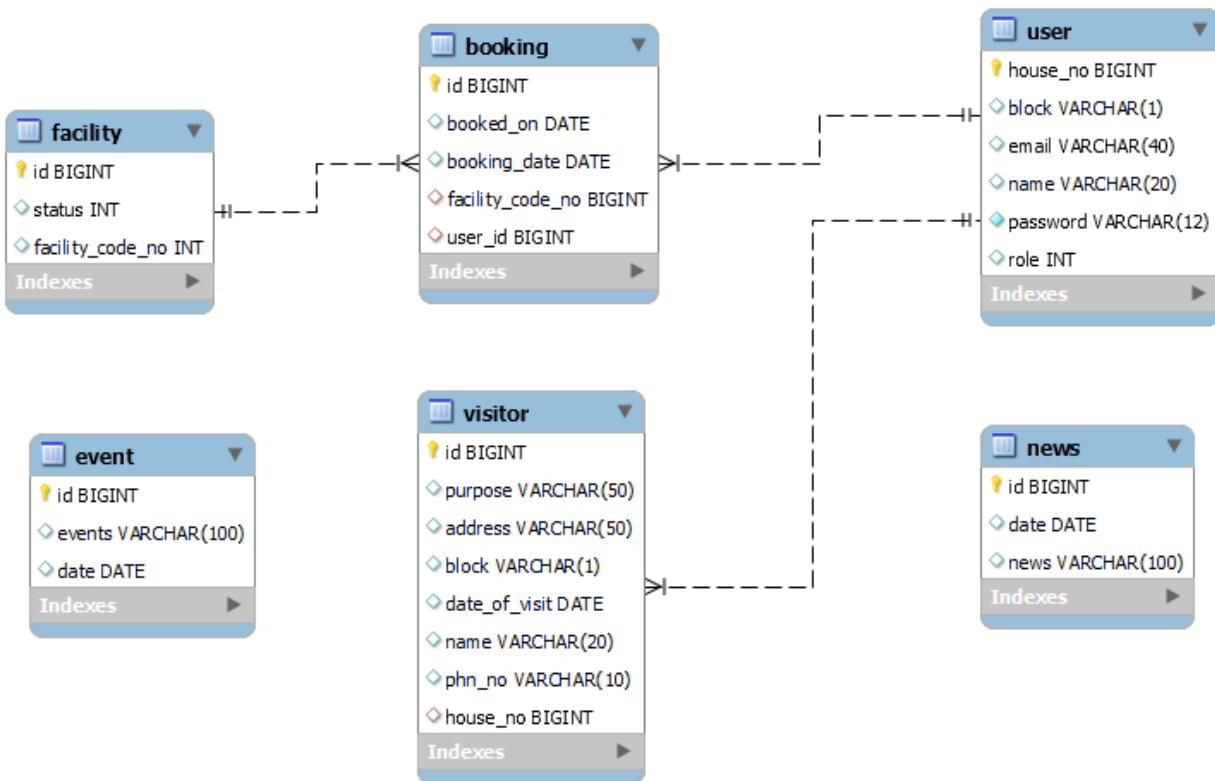 facility
id BIGINT
status INT
facility_code_no INT
Indexes
booking
id BIGINT
booked_on DATE
booking_date DATE
facility_code_no BIGINT
user_id BIGINT
Indexes
user
house_no BIGINT
block VARCHAR(1)
email VARCHAR(40)
name VARCHAR(20)
password VARCHAR(12)
role INT
Indexes
event
id BIGINT
events VARCHAR(100)
date DATE
Indexes
visitor
id BIGINT
purpose VARCHAR(50)
address VARCHAR(50)
block VARCHAR(1)
date_of_visit DATE
name VARCHAR(20)
phn_no VARCHAR(10)
house_no BIGINT
Indexes
news
id BIGINT
date DATE
news VARCHAR(100)
Indexes